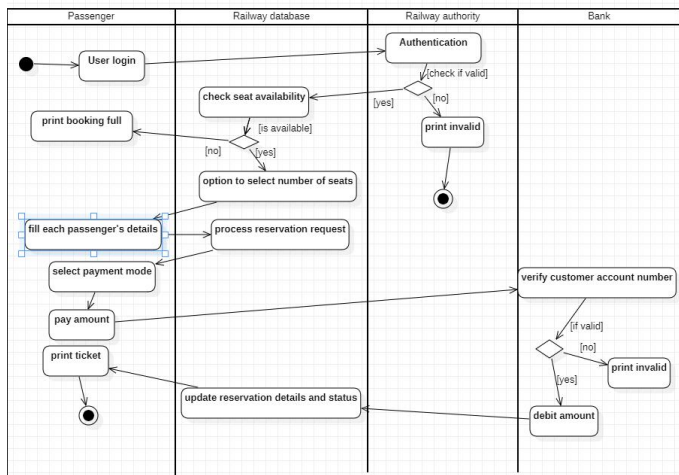 Passenger
Railway database
Railway authority
Bank
User login
Authentication
[check if valid]
[yes]
[no]
check seat availability
print booking full
print invalid
[is available]
[no]
[yes]
option to select number of seats
fill each passenger's details
process reservation request
select payment mode
verify customer account number
pay amount
[if valid]
[no]
print ticket
print invalid
[yes]
update reservation details and status
debit amount